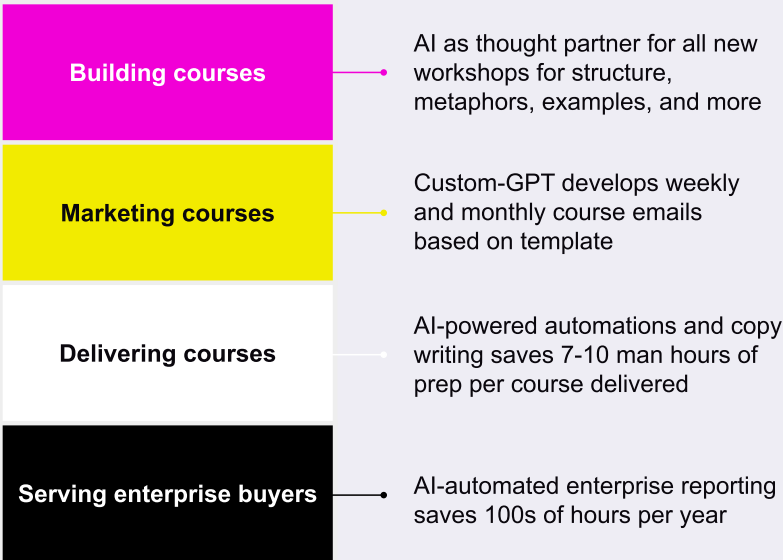 Building courses
AI as thought partner for all new
workshops for structure,
metaphors, examples, and more
Marketing courses
Custom-GPT develops weekly
and monthly course emails
based on template
Delivering courses
AI-powered automations and copy
writing saves 7-10 man hours of
prep per course delivered
Serving enterprise buyers
AI-automated enterprise reporting
saves 100s of hours per year